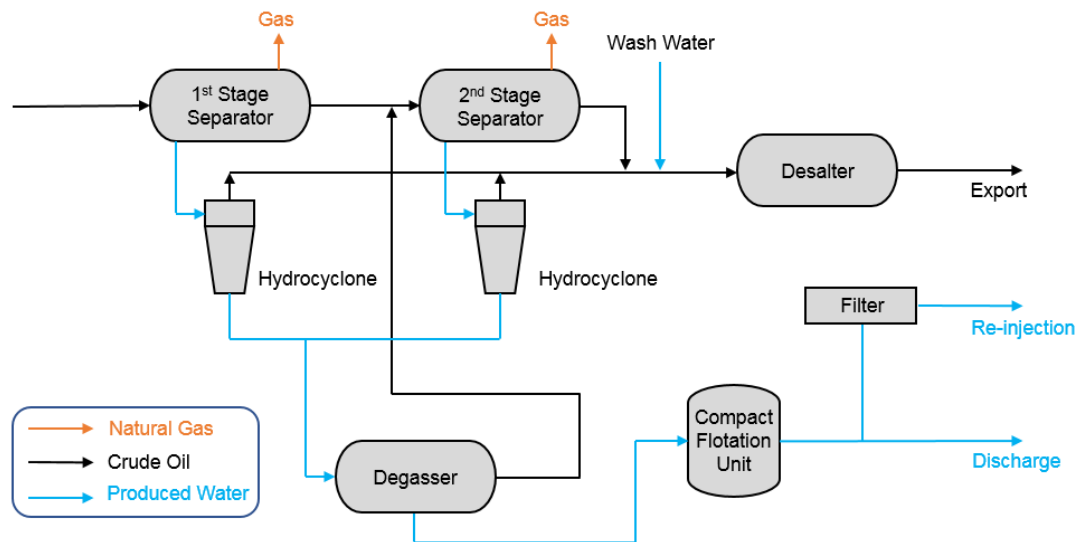 Gas
Gas
Wash Water
1st Stage
Separator
2nd Stage
Separator
Desalter
Export
Hydrocyclone
Hydrocyclone
Filter
Re-injection
Compact
Flotation
Unit
Discharge
Degasser
Natural Gas
Crude Oil
Produced Water